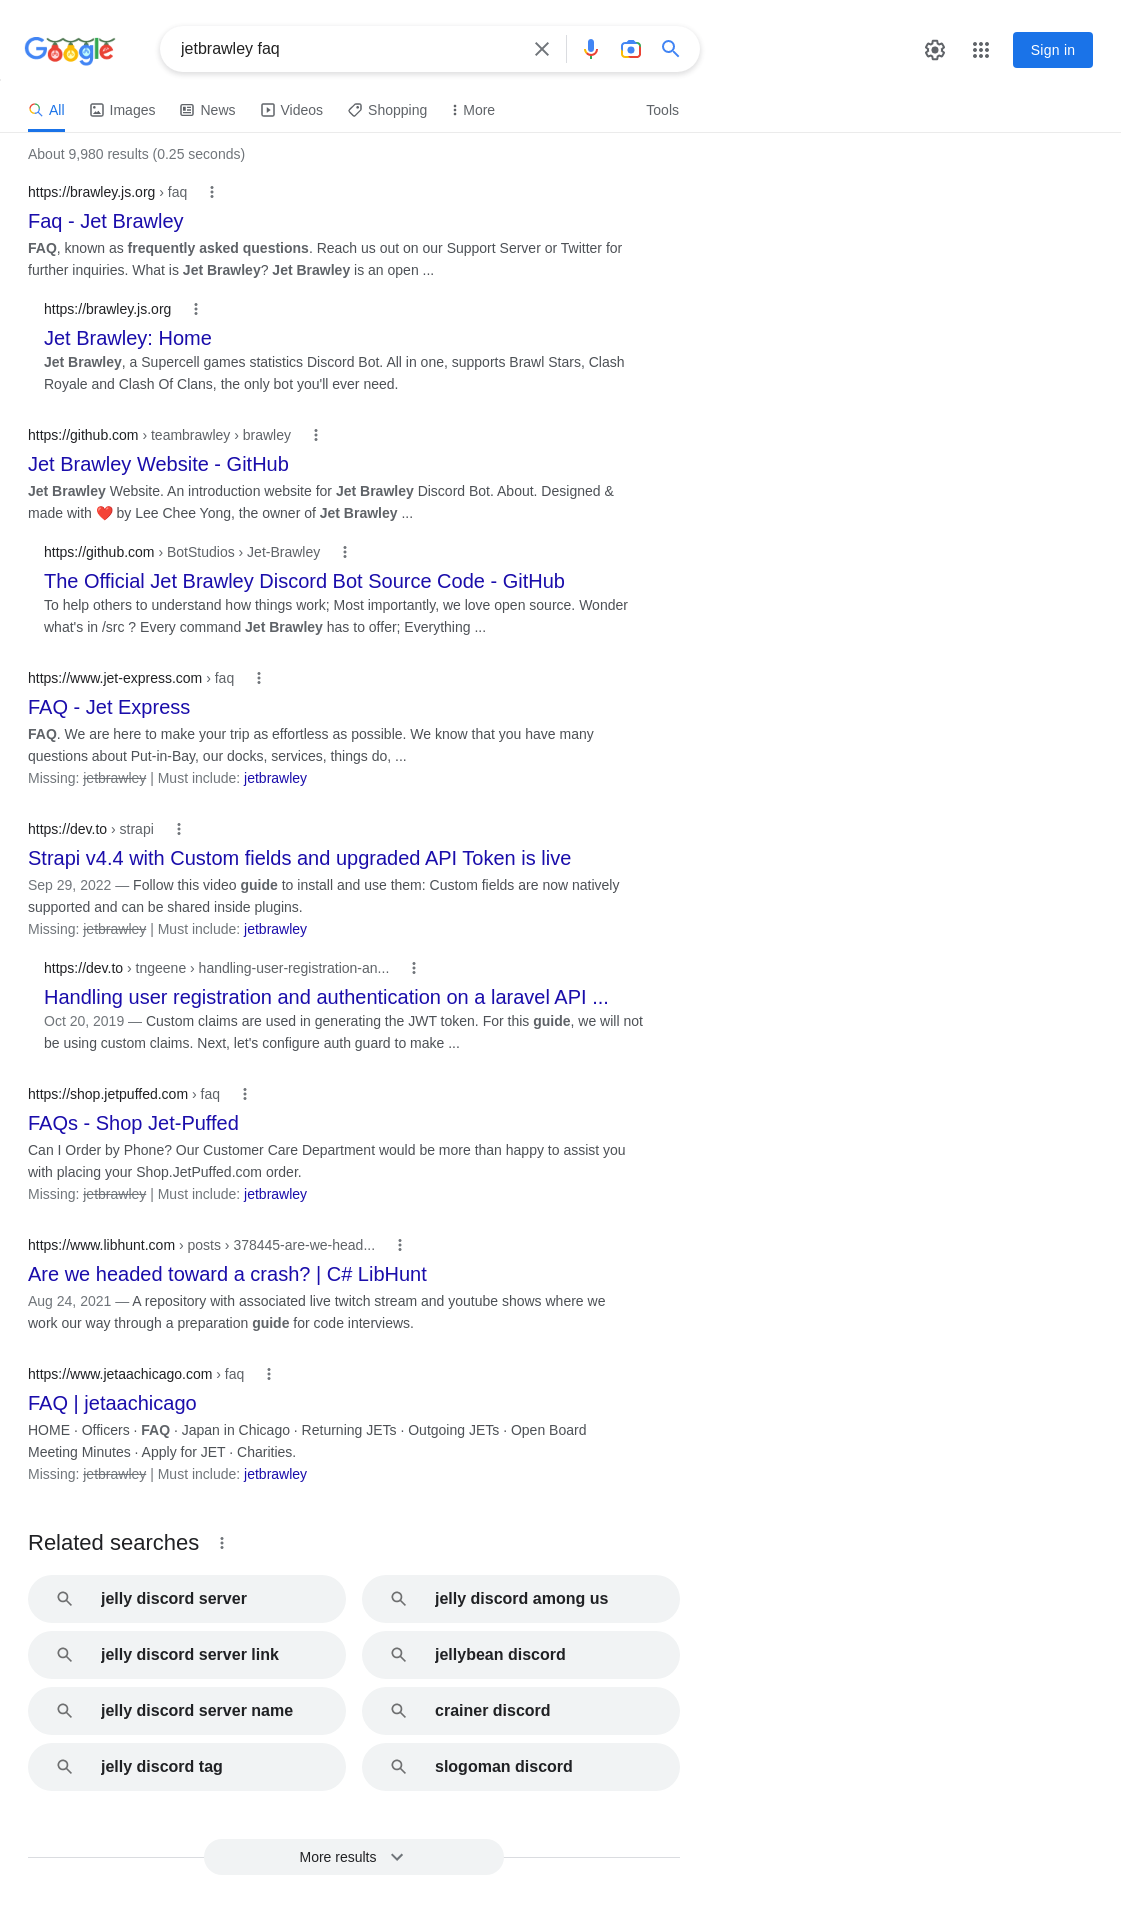 Google
jetbrawley faq
Sign in
All
Images
News
Videos
Shopping
More
Tools
About 9,980 results (0.25 seconds)
https://brawley.js.org › faq
Faq - Jet Brawley
FAQ, known as frequently asked questions. Reach us out on our Support Server or Twitter for
further inquiries. What is Jet Brawley? Jet Brawley is an open ...
https://brawley.js.org
Jet Brawley: Home
Jet Brawley, a Supercell games statistics Discord Bot. All in one, supports Brawl Stars, Clash
Royale and Clash Of Clans, the only bot you'll ever need.
https://github.com › teambrawley › brawley
Jet Brawley Website - GitHub
Jet Brawley Website. An introduction website for Jet Brawley Discord Bot. About. Designed &
made with ❤️ by Lee Chee Yong, the owner of Jet Brawley ...
https://github.com › BotStudios › Jet-Brawley
The Official Jet Brawley Discord Bot Source Code - GitHub
To help others to understand how things work; Most importantly, we love open source. Wonder
what's in /src ? Every command Jet Brawley has to offer; Everything ...
https://www.jet-express.com › faq
FAQ - Jet Express
FAQ. We are here to make your trip as effortless as possible. We know that you have many
questions about Put-in-Bay, our docks, services, things do, ...
Missing: jetbrawley | Must include: jetbrawley
https://dev.to › strapi
Strapi v4.4 with Custom fields and upgraded API Token is live
Sep 29, 2022 — Follow this video guide to install and use them: Custom fields are now natively
supported and can be shared inside plugins.
Missing: jetbrawley | Must include: jetbrawley
https://dev.to › tngeene › handling-user-registration-an...
Handling user registration and authentication on a laravel API ...
Oct 20, 2019 — Custom claims are used in generating the JWT token. For this guide, we will not
be using custom claims. Next, let's configure auth guard to make ...
https://shop.jetpuffed.com › faq
FAQs - Shop Jet-Puffed
Can I Order by Phone? Our Customer Care Department would be more than happy to assist you
with placing your Shop.JetPuffed.com order.
Missing: jetbrawley | Must include: jetbrawley
https://www.libhunt.com › posts › 378445-are-we-head...
Are we headed toward a crash? | C# LibHunt
Aug 24, 2021 — A repository with associated live twitch stream and youtube shows where we
work our way through a preparation guide for code interviews.
https://www.jetaachicago.com › faq
FAQ | jetaachicago
HOME · Officers · FAQ · Japan in Chicago · Returning JETs · Outgoing JETs · Open Board
Meeting Minutes · Apply for JET · Charities.
Missing: jetbrawley | Must include: jetbrawley
Related searches
jelly discord server
jelly discord among us
jelly discord server link
jellybean discord
jelly discord server name
crainer discord
jelly discord tag
slogoman discord
More results